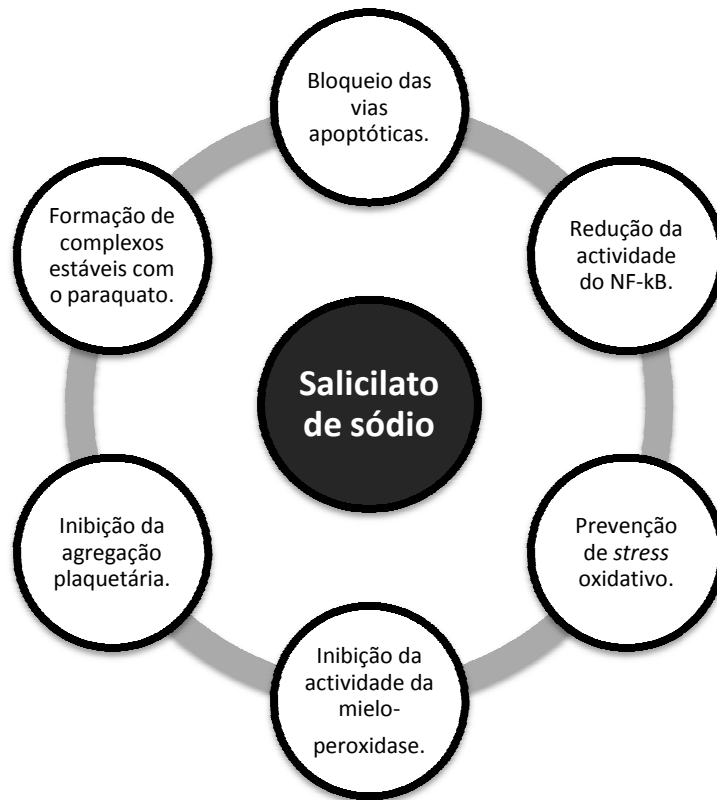 Bloqueio das
vias
apoptóticas.
Redução da
actividade
do NF-kB.
Prevenção
de stress
oxidativo.
Inibição da
actividade da
mielo-
peroxidase.
Inibição da
agregação
plaquetária.
Formação de
complexos
estáveis com
o paraquato.
Salicilato
de sódio